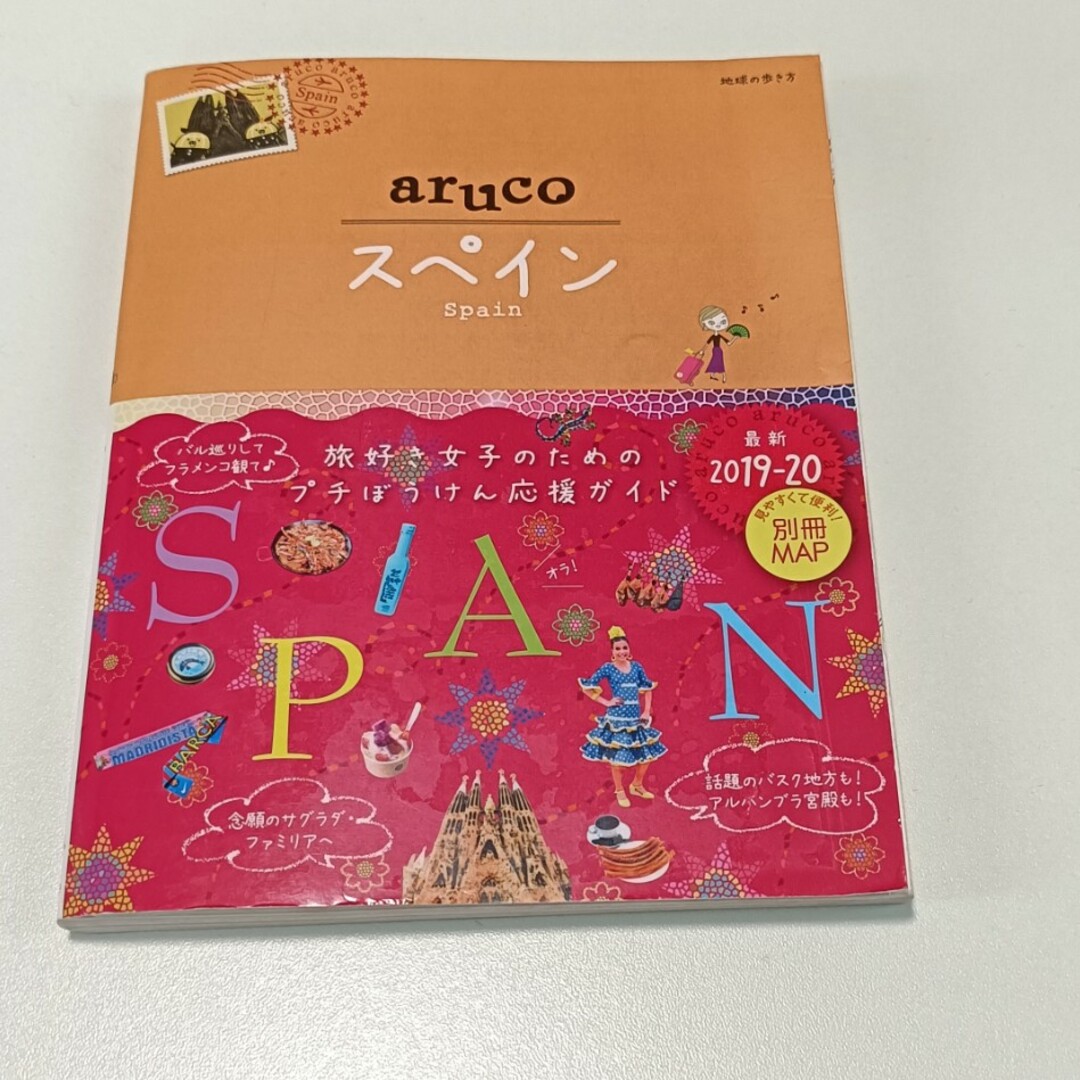 地球の歩き方
aruco aruco aruco
Spain
aruco
スペイン
Spain
バル巡りして
フラメンコ観て♪
旅好き女子のための
プチぼうけん応援ガイド
aruco aruco
最新
2019-20
見やすくて便利!
別冊
MAP
オラ!
SPAIN
MADRIDISTA
BARÇA
念願のサグラダ・
ファミリアへ
話題のバスク地方も!
アルハンブラ宮殿も!